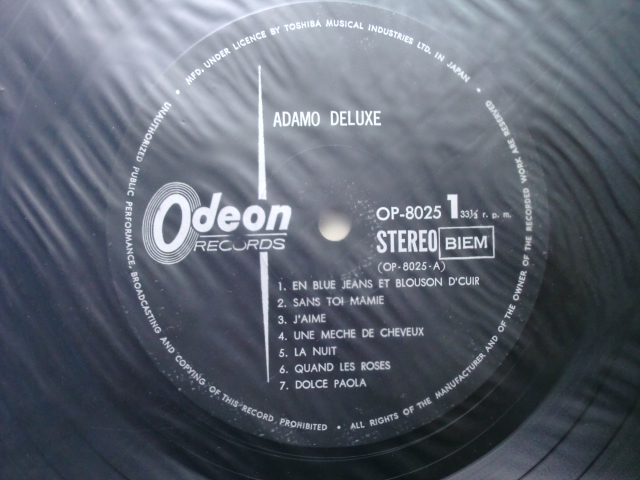 • MFD. UNDER LICENCE BY TOSHIBA MUSICAL INDUSTRIES LTD. IN JAPAN •
ADAMO DELUXE
Odeon
RECORDS
OP-8025 1 33⅓ r. p. m.
STEREO BIEM
(OP-8025-A)
1. EN BLUE JEANS ET BLOUSON D'CUIR
2. SANS TOI MAMIE
3. J'AIME
4. UNE MECHE DE CHEVEUX
5. LA NUIT
6. QUAND LES ROSES
7. DOLCE PAOLA
UNAUTHORIZED PUBLIC PERFORMANCE, BROADCASTING AND COPYING OF THIS RECORD PROHIBITED • ALL RIGHTS OF THE MANUFACTURER AND OF THE OWNER OF THE RECORDED WORK ARE RESERVED